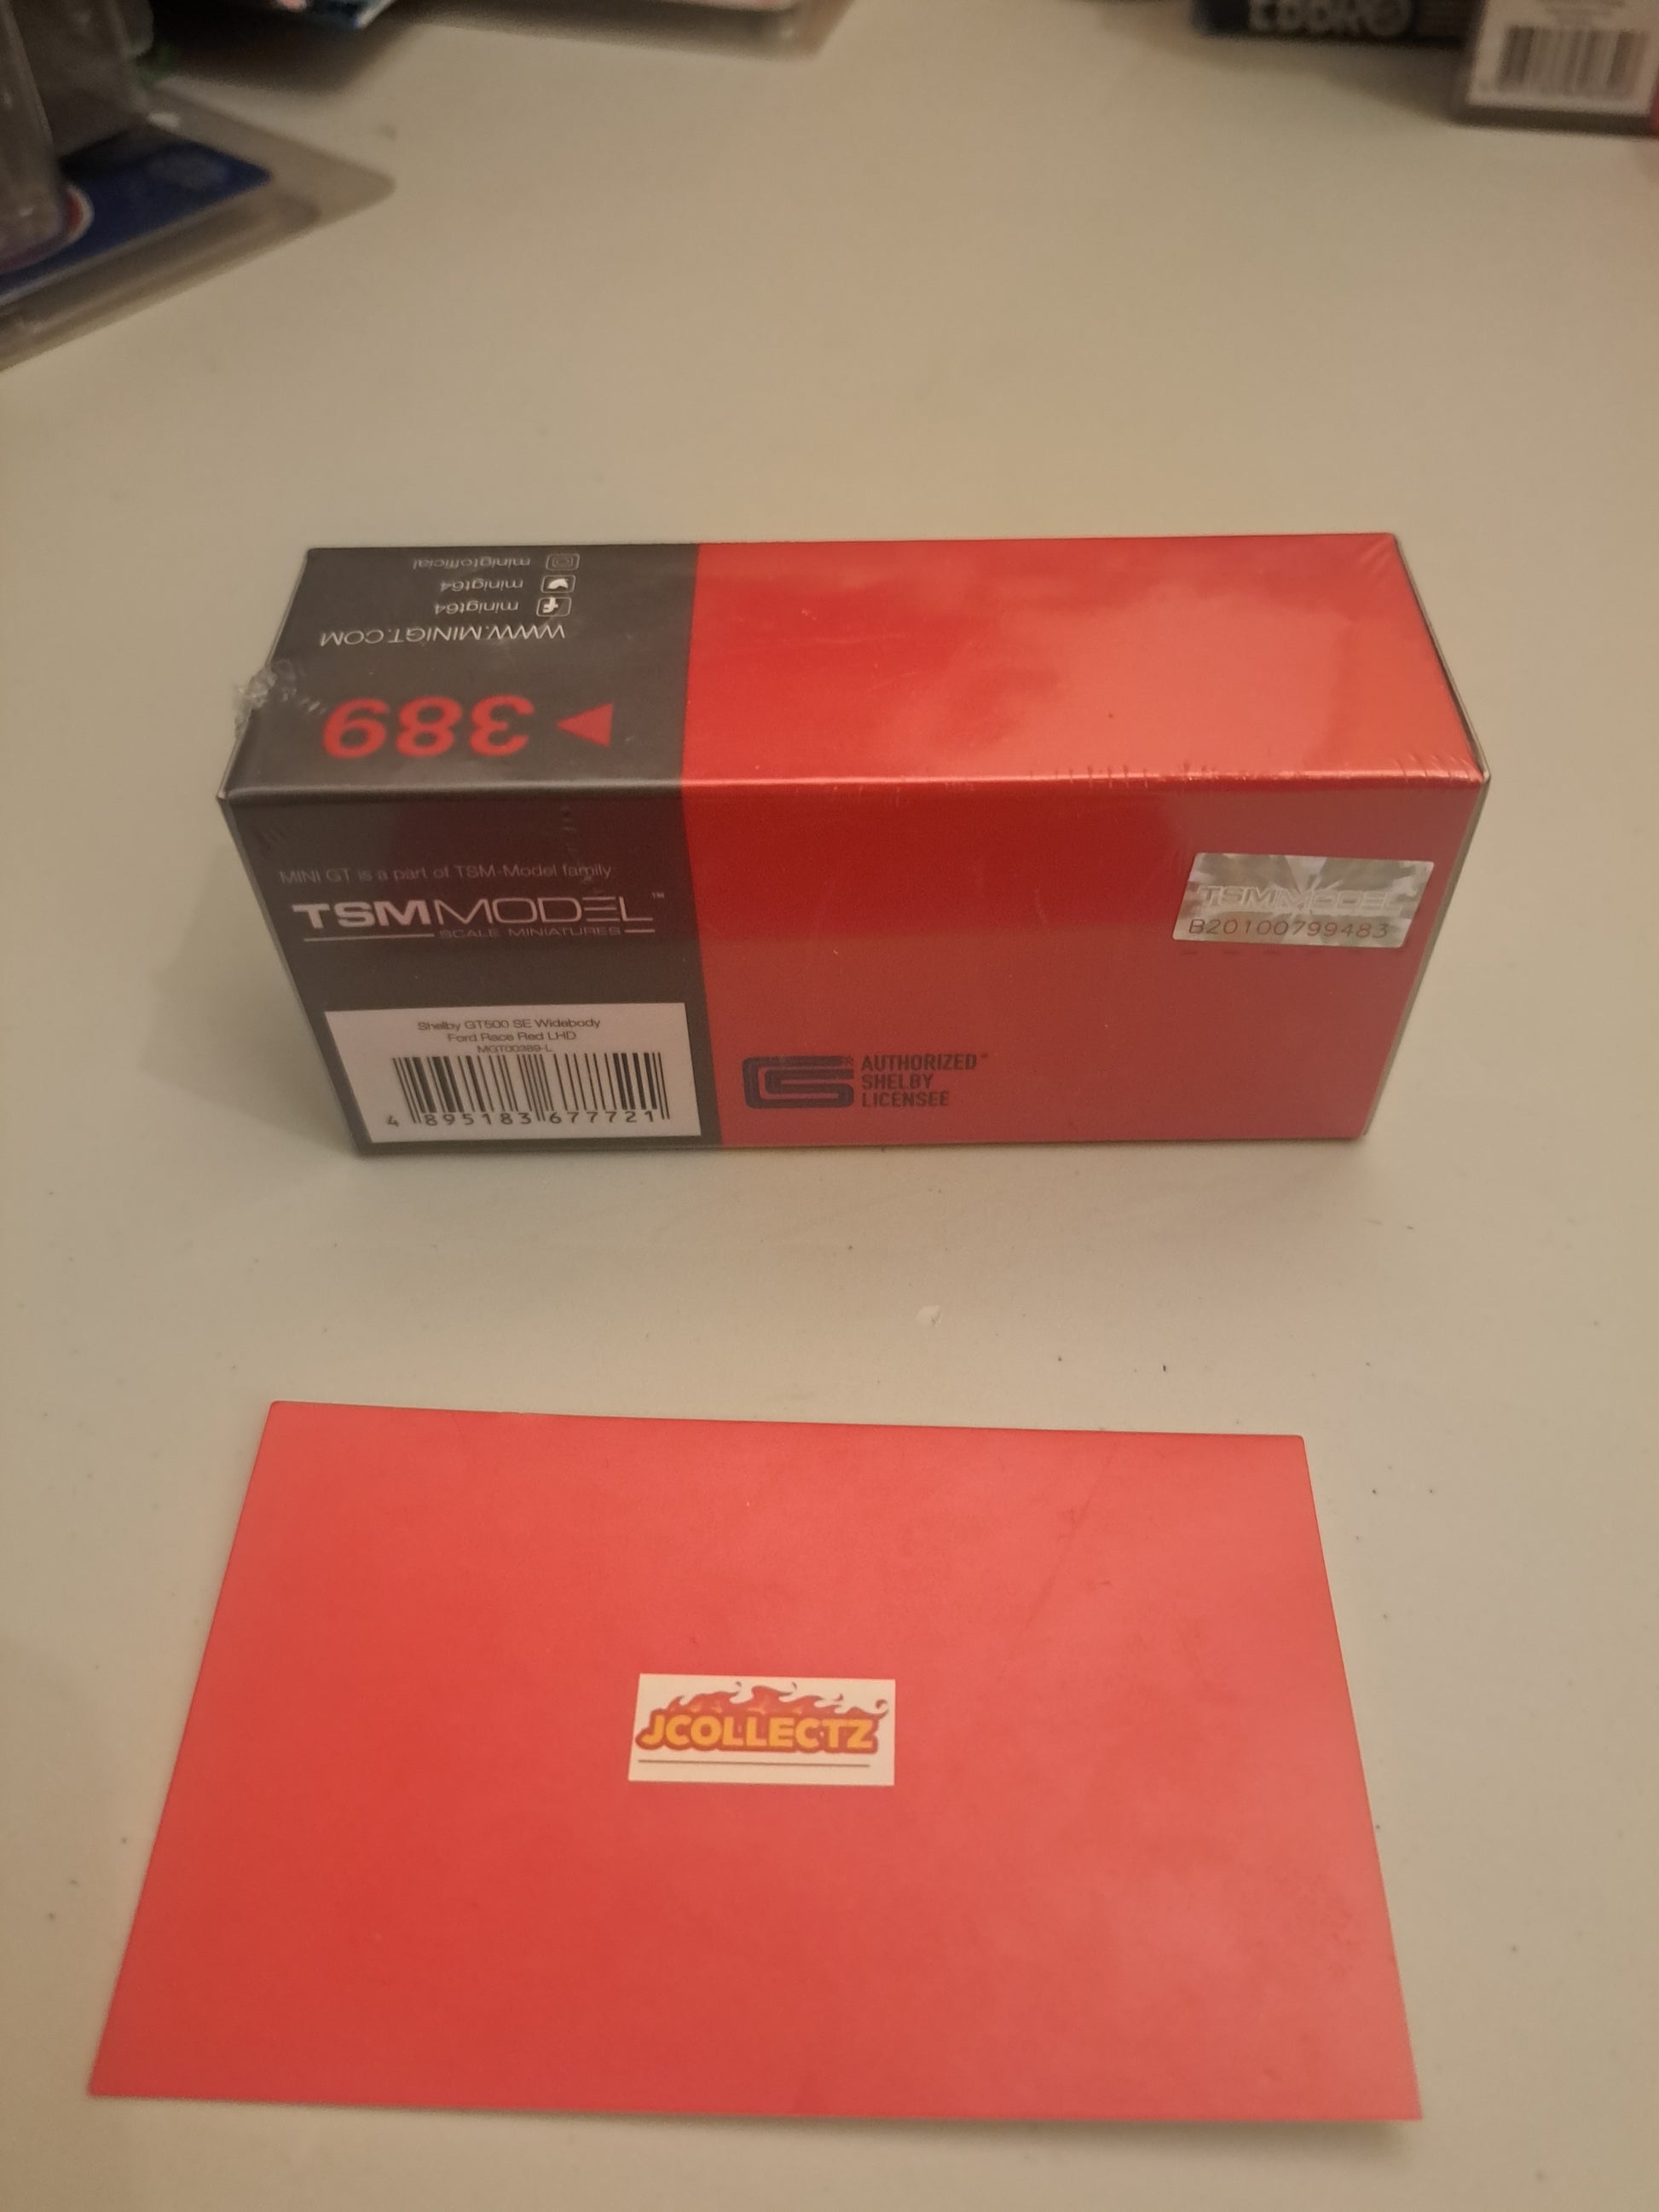 minigtofficial
minigt64
minigt64
WWW.MINIGT.COM
389
MINI GT is a part of TSM-Model family
TSMMODEL™
SCALE MINIATURES
Shelby GT500 SE Widebody
Ford Race Red LHD
MGT00389-L
4 895183 677721
TSMMODEL
B20100799483
AUTHORIZED
SHELBY
LICENSEE
JCOLLECTZ